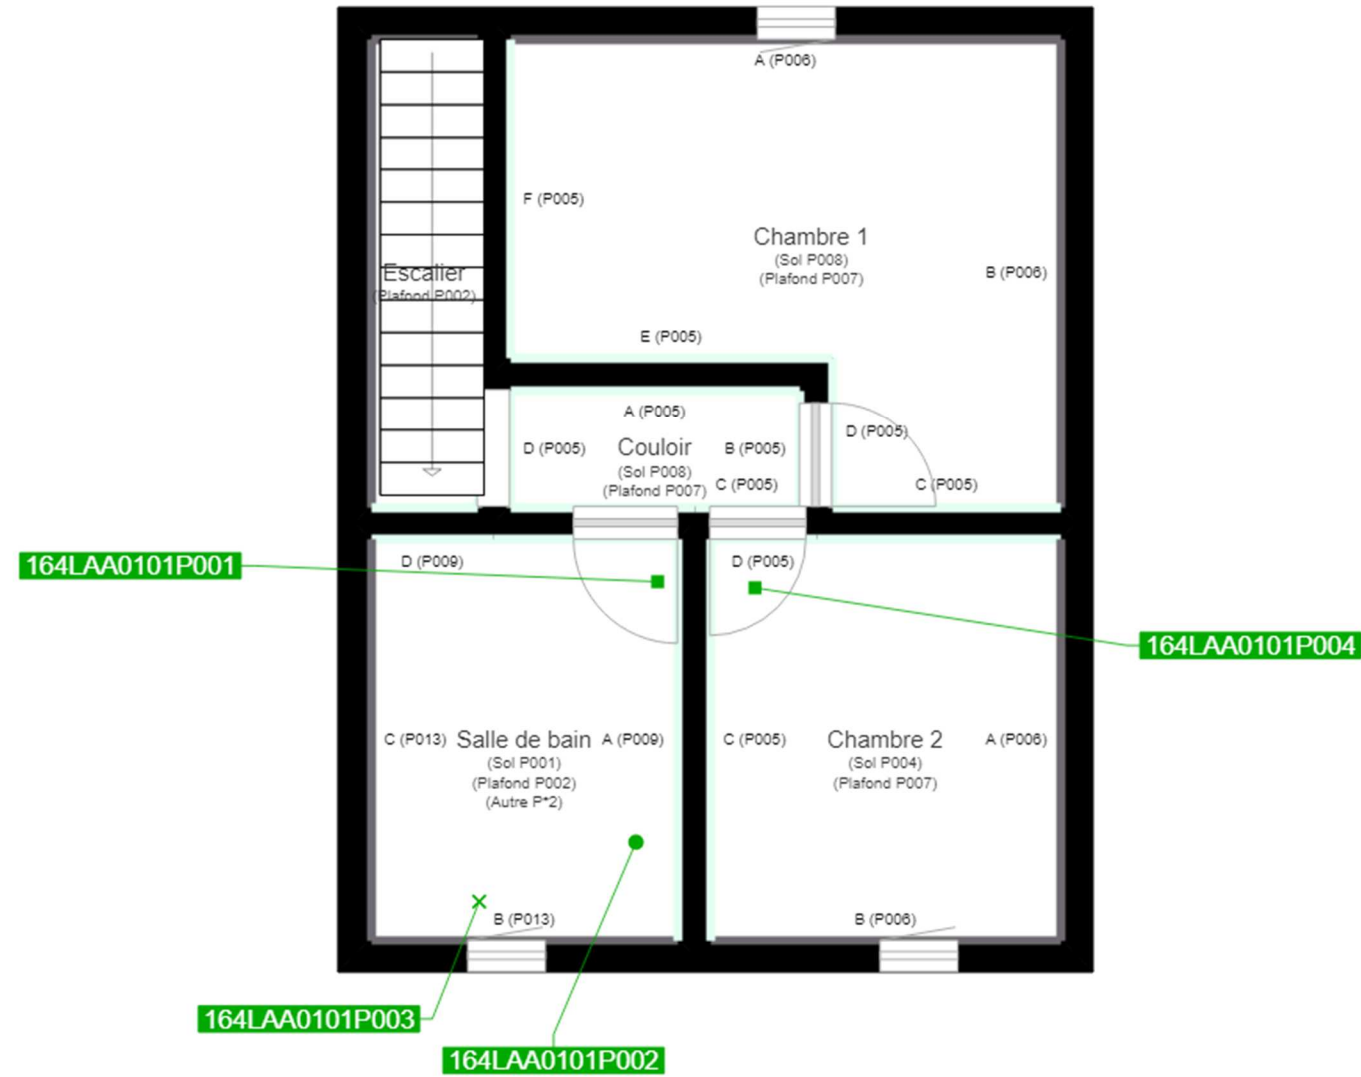 A (P006)
F (P005)
Chambre 1
(Sol P008)
(Plafond P007)
B (P006)
Escalier
(Plafond P002)
E (P005)
A (P005)
D (P005)
Couloir
(Sol P008)
(Plafond P007)
B (P005)
C (P005)
D (P005)
C (P005)
164LAA0101P001
D (P009)
D (P005)
164LAA0101P004
C (P013)
Salle de bain
(Sol P001)
(Plafond P002)
(Autre P*2)
A (P009)
C (P005)
Chambre 2
(Sol P004)
(Plafond P007)
A (P006)
B (P013)
B (P006)
164LAA0101P003
164LAA0101P002